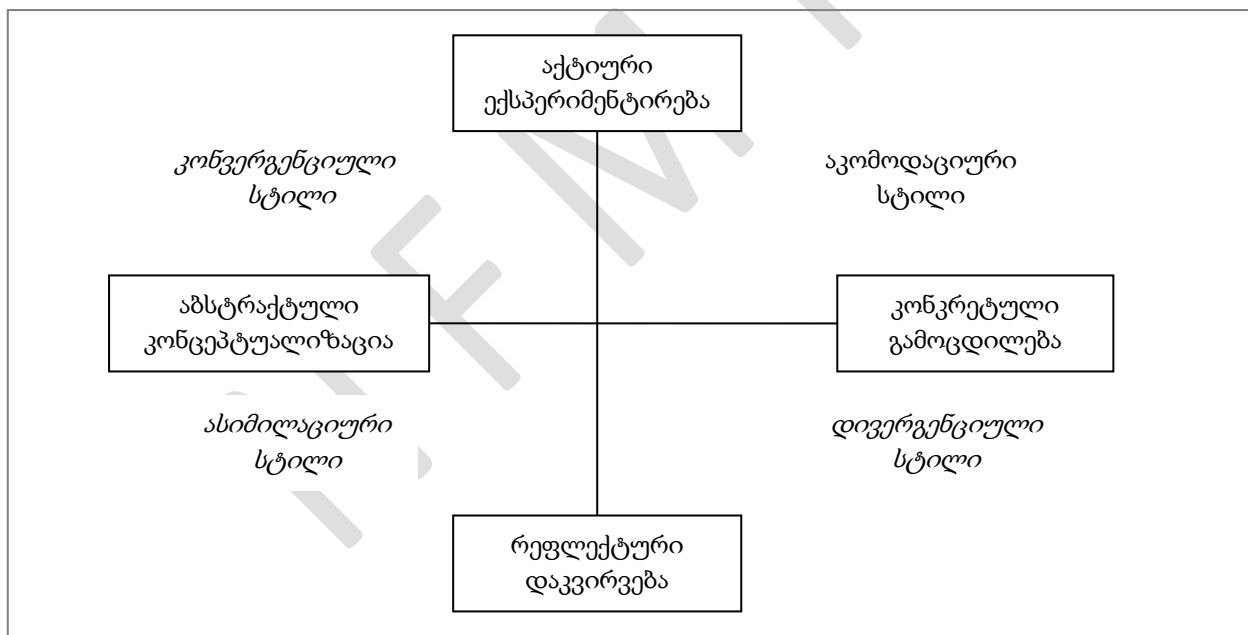 აქტიური
ექსპერიმენტირება
კონვერგენციული
სტილი
აკომოდაციური
სტილი
აბსტრაქტული
კონცეპტუალიზაცია
კონკრეტული
გამოცდილება
ასიმილაციური
სტილი
დივერგენციული
სტილი
რეფლექტური
დაკვირვება